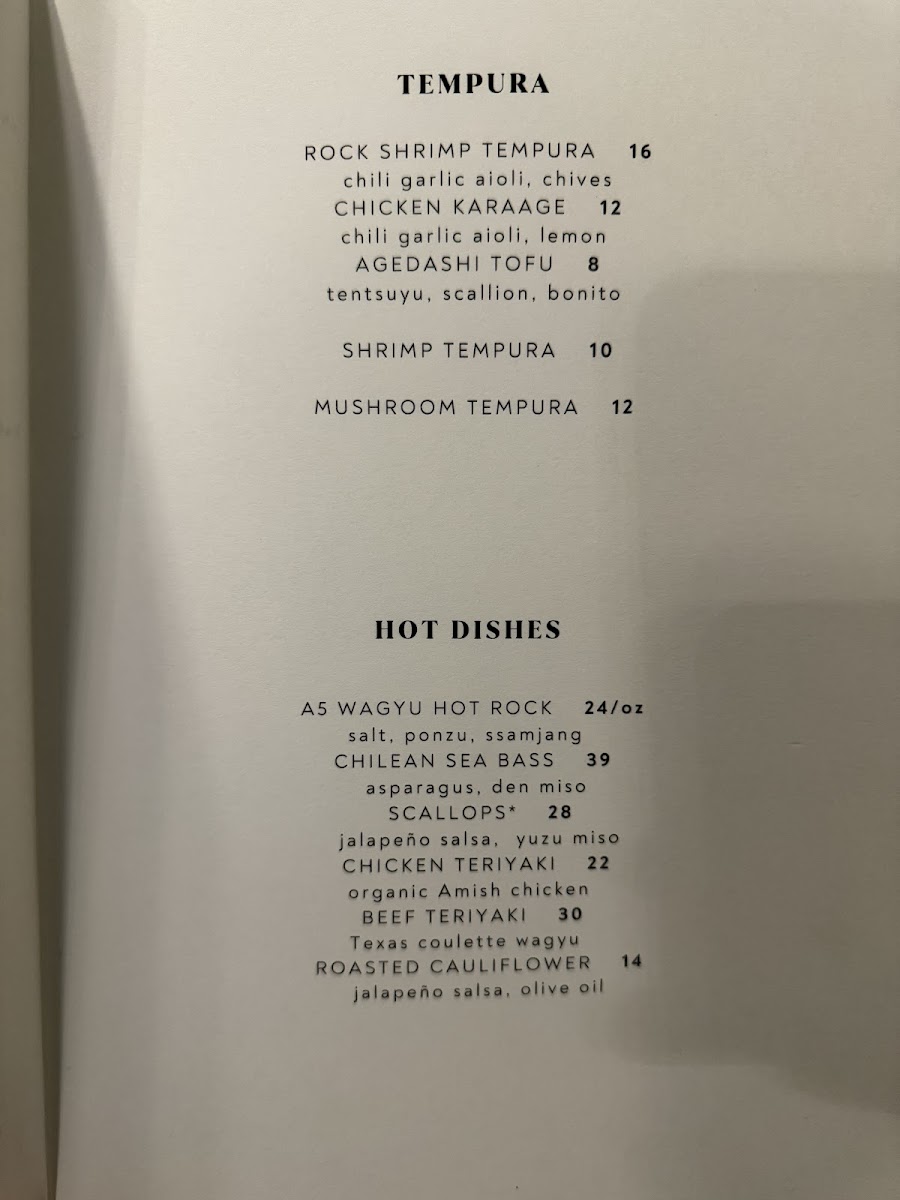 TEMPURA
ROCK SHRIMP TEMPURA 16
chili garlic aioli, chives
CHICKEN KARAAGE 12
chili garlic aioli, lemon
AGEDASHI TOFU 8
tentsuyu, scallion, bonito
SHRIMP TEMPURA 10
MUSHROOM TEMPURA 12
HOT DISHES
A5 WAGYU HOT ROCK 24/oz
salt, ponzu, ssamjang
CHILEAN SEA BASS 39
asparagus, den miso
SCALLOPS* 28
jalapeño salsa, yuzu miso
CHICKEN TERIYAKI 22
organic Amish chicken
BEEF TERIYAKI 30
Texas coulette wagyu
ROASTED CAULIFLOWER 14
jalapeño salsa, olive oil